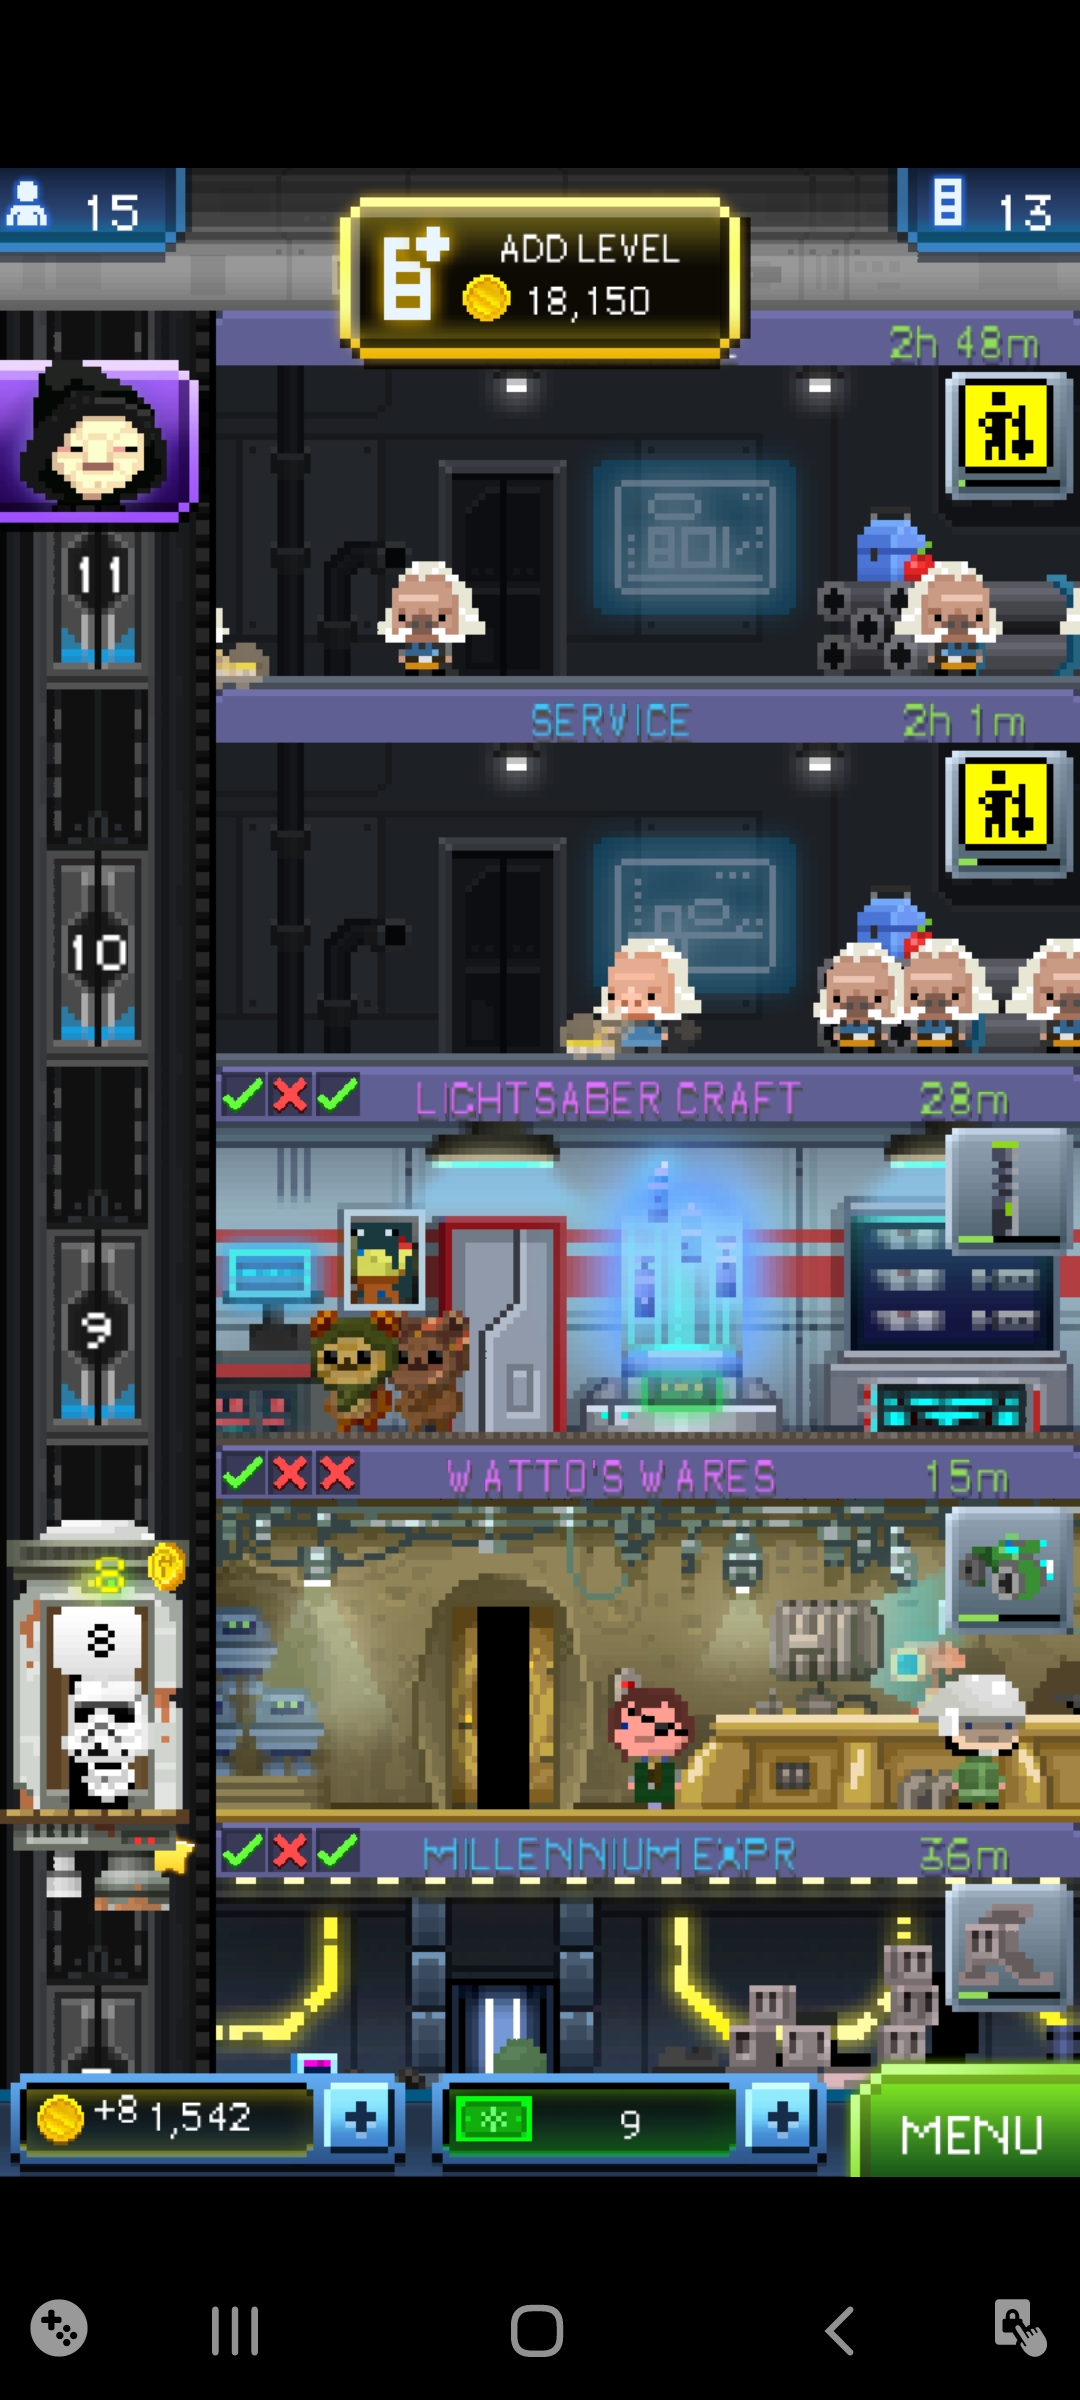 15
ADD LEVEL
18,150
13
2h 48m
11
SERVICE 2h 1m
10
LIGHTSABER CRAFT 28m
9
WATTO'S WARES 15m
8
8
MILLENNIUM EXPR 36m
+8 1,542
9
MENU